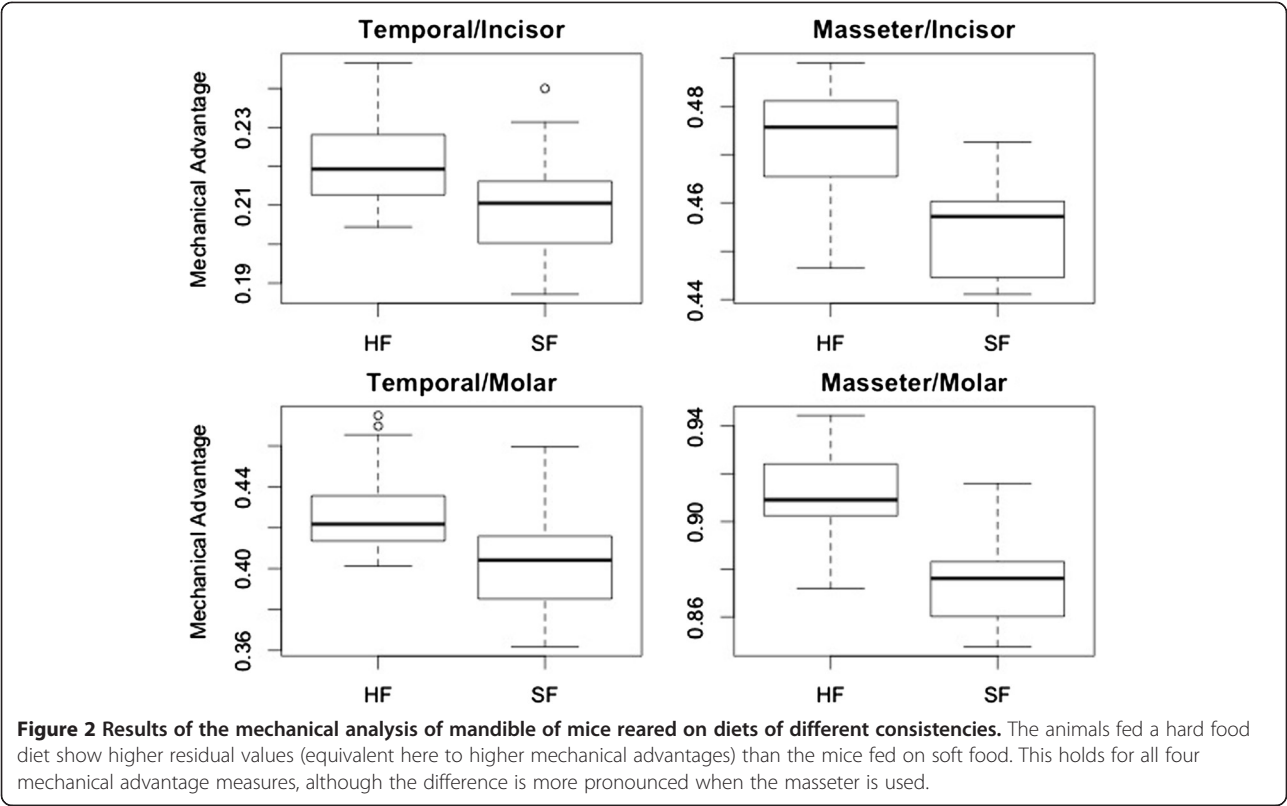 Temporal/Incisor
Mechanical Advantage
0.23
0.21
0.19
HF SF
Masseter/Incisor
0.48
0.46
0.44
HF SF
Temporal/Molar
Mechanical Advantage
0.44
0.40
0.36
HF SF
Masseter/Molar
0.94
0.90
0.86
HF SF
Figure 2 Results of the mechanical analysis of mandible of mice reared on diets of different consistencies. The animals fed a hard food
diet show higher residual values (equivalent here to higher mechanical advantages) than the mice fed on soft food. This holds for all four
mechanical advantage measures, although the difference is more pronounced when the masseter is used.